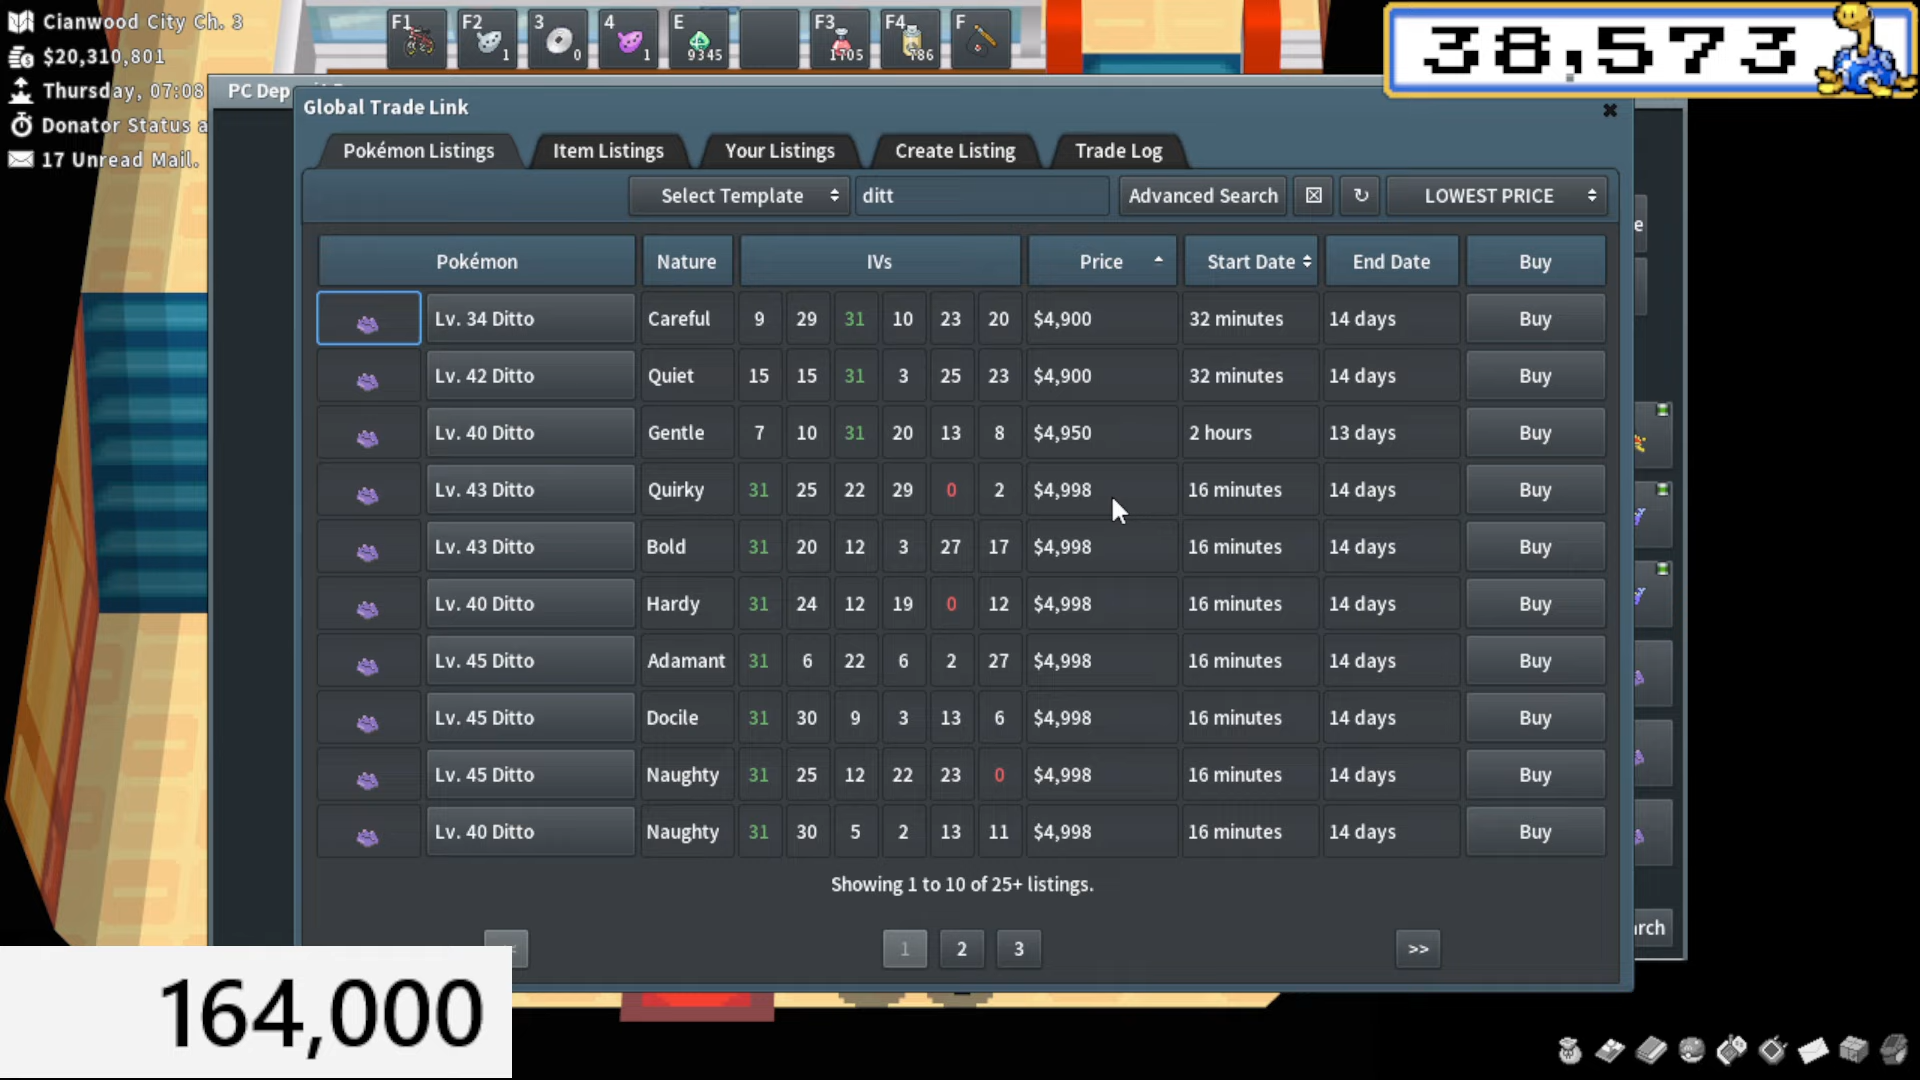 Cianwood City Ch. 3
$20,310,801
Thursday, 07:08
Donator Status a
17 Unread Mail.
F1
F2 1
3 0
4 1
E 9345
F3 1705
F4 786
F
38,573
Global Trade Link
Pokémon Listings Item Listings Your Listings Create Listing Trade Log
Select Template ditt Advanced Search LOWEST PRICE
Pokémon Nature IVs Price Start Date End Date Buy
Lv. 34 Ditto Careful 9 29 31 10 23 20 $4,900 32 minutes 14 days Buy
Lv. 42 Ditto Quiet 15 15 31 3 25 23 $4,900 32 minutes 14 days Buy
Lv. 40 Ditto Gentle 7 10 31 20 13 8 $4,950 2 hours 13 days Buy
Lv. 43 Ditto Quirky 31 25 22 29 0 2 $4,998 16 minutes 14 days Buy
Lv. 43 Ditto Bold 31 20 12 3 27 17 $4,998 16 minutes 14 days Buy
Lv. 40 Ditto Hardy 31 24 12 19 0 12 $4,998 16 minutes 14 days Buy
Lv. 45 Ditto Adamant 31 6 22 6 2 27 $4,998 16 minutes 14 days Buy
Lv. 45 Ditto Docile 31 30 9 3 13 6 $4,998 16 minutes 14 days Buy
Lv. 45 Ditto Naughty 31 25 12 22 23 0 $4,998 16 minutes 14 days Buy
Lv. 40 Ditto Naughty 31 30 5 2 13 11 $4,998 16 minutes 14 days Buy
Showing 1 to 10 of 25+ listings.
1 2 3 >>
164,000